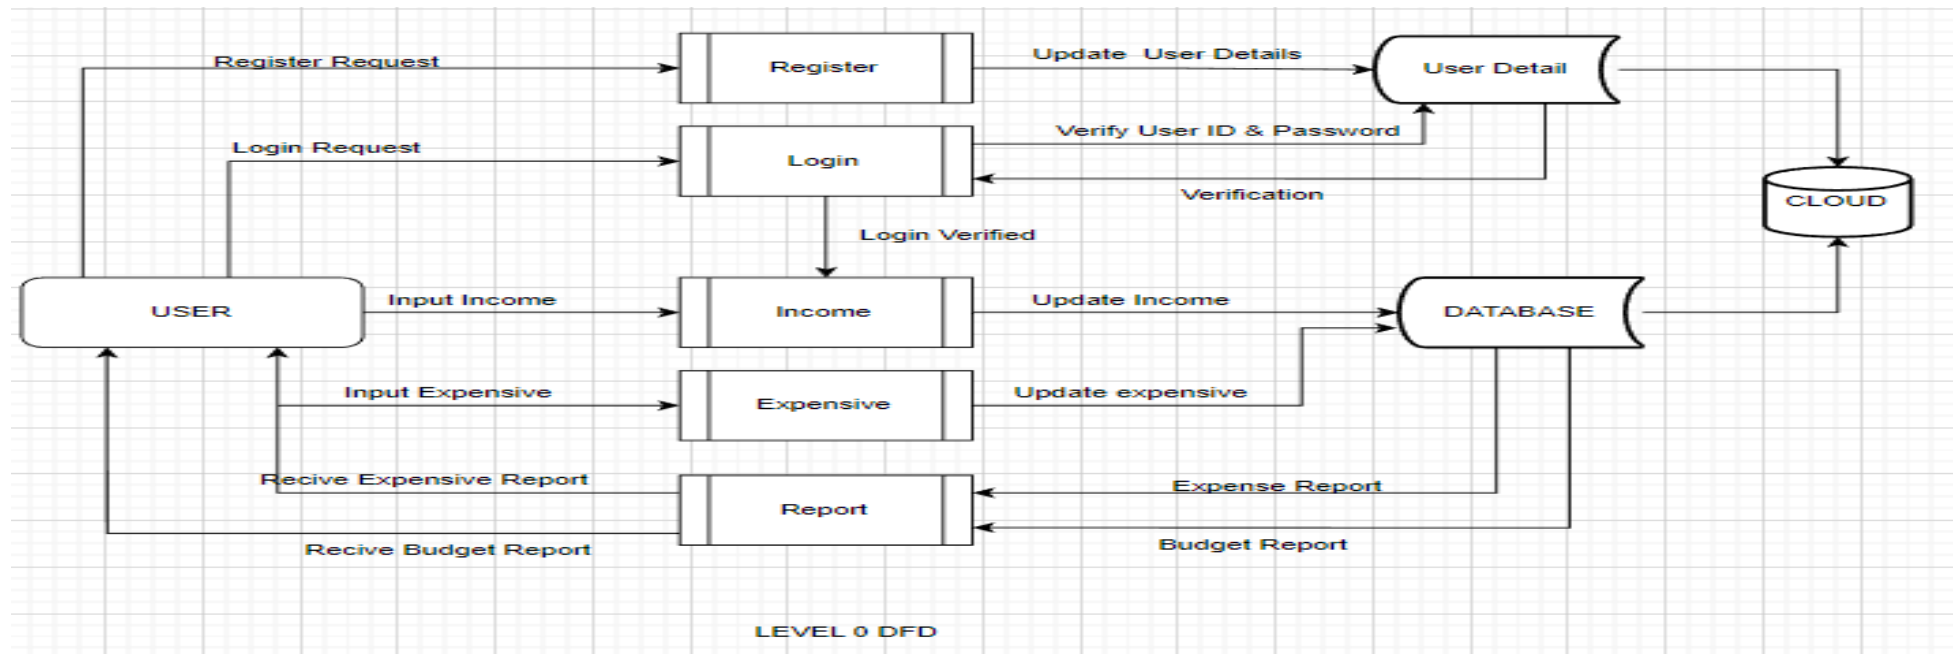 Register Request
Register
Update User Details
User Detail
Login Request
Login
Verify User ID & Password
Verification
CLOUD
Login Verified
USER
Input Income
Income
Update Income
DATABASE
Input Expensive
Expensive
Update expensive
Recive Expensive Report
Report
Expense Report
Recive Budget Report
Budget Report
LEVEL 0 DFD